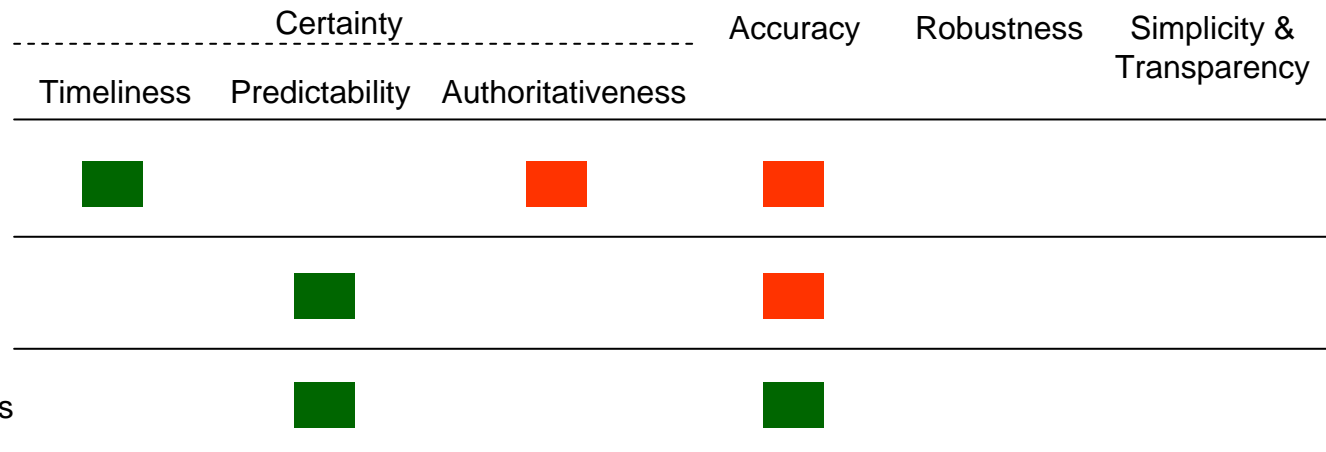 Certainty
Accuracy
Robustness
Simplicity &
Transparency
Timeliness
Predictability
Authoritativeness
s